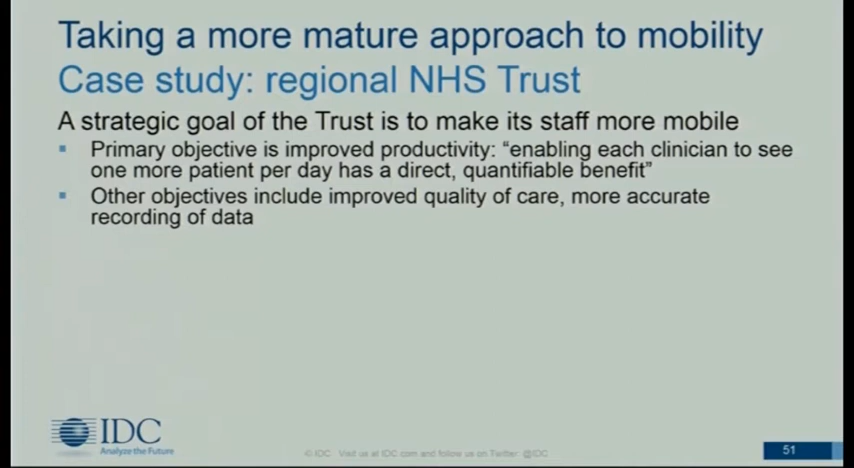 Taking a more mature approach to mobility
Case study: regional NHS Trust
A strategic goal of the Trust is to make its staff more mobile
Primary objective is improved productivity: “enabling each clinician to see
one more patient per day has a direct, quantifiable benefit”
Other objectives include improved quality of care, more accurate
recording of data
IDC
Analyze the Future
© IDC Visit us at IDC.com and follow us on Twitter: @IDC
51